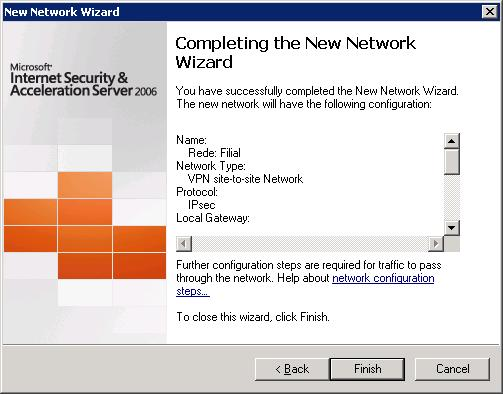 New Network Wizard
Microsoft
Internet Security &
Acceleration Server 2006
Completing the New Network
Wizard
You have successfully completed the New Network Wizard.
The new network will have the following configuration:
Name:
Rede: Filial
Network Type:
VPN site-to-site Network
Protocol:
IPsec
Local Gateway:
Further configuration steps are required for traffic to pass
through the network. Help about network configuration
steps...
To close this wizard, click Finish.
< Back
Finish
Cancel